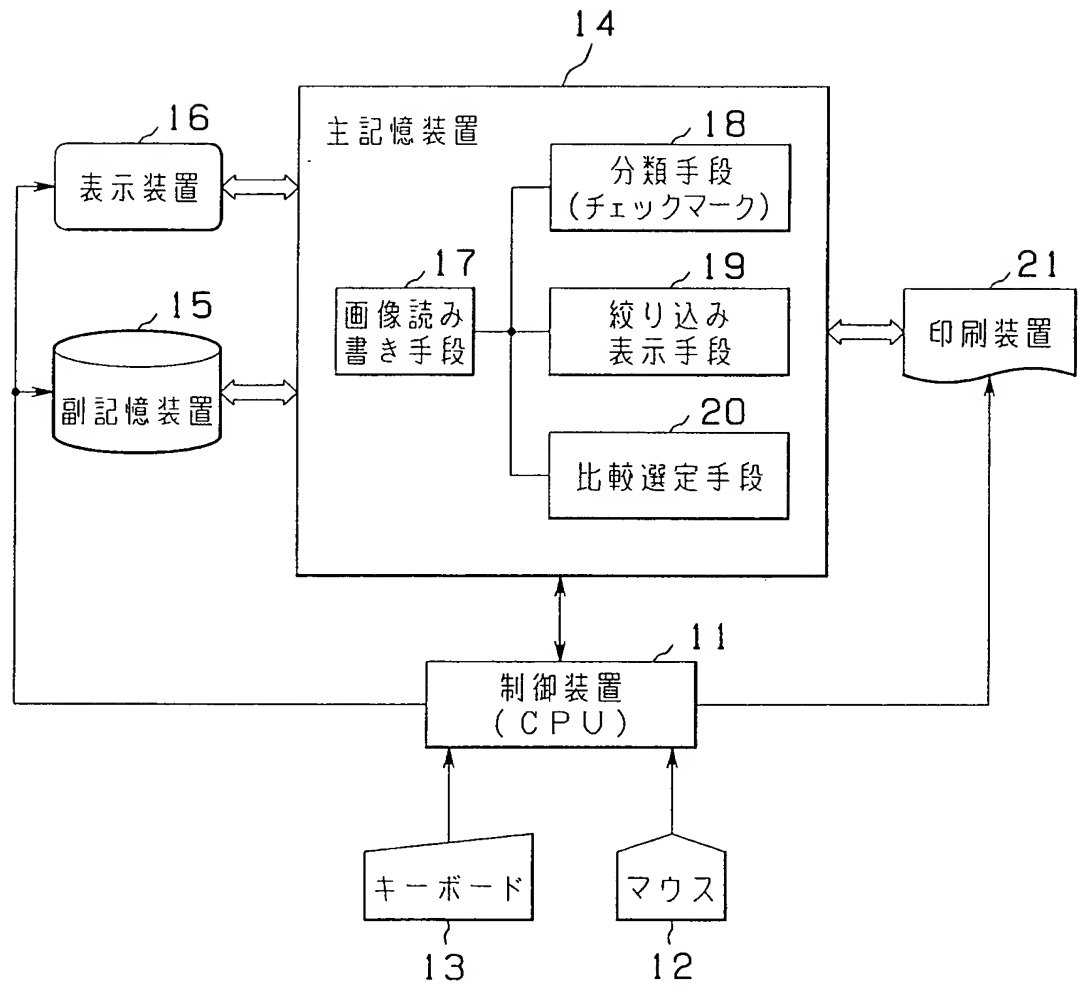 14
16
主記憶装置
18
表示装置
分類手段
(チェックマーク)
17
19
21
15
画像読み
書き手段
絞り込み
表示手段
印刷装置
副記憶装置
20
比較選定手段
11
制御装置
(CPU)
キーボード
マウス
13
12